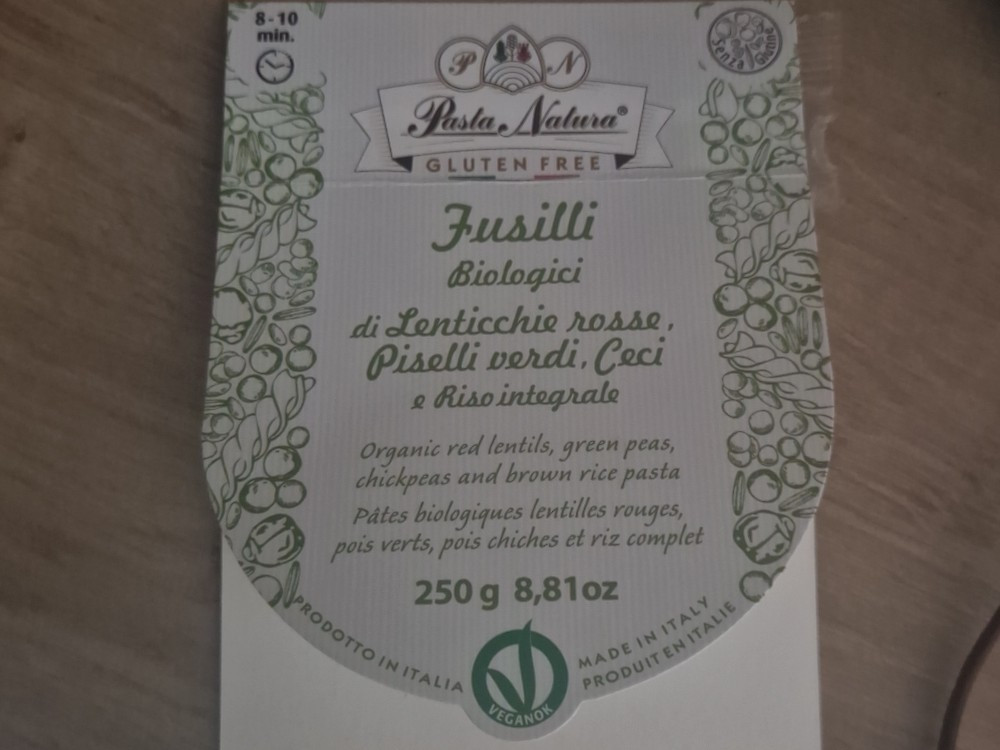 8-10
min.
Senza Glutine
P N
Pasta Natura®
GLUTEN FREE
Fusilli
Biologici
di Lenticchie rosse,
Piselli verdi, Ceci
e Riso integrale
Organic red lentils, green peas,
chickpeas and brown rice pasta
Pâtes biologiques lentilles rouges,
pois verts, pois chiches et riz complet
250 g 8,81oz
PRODOTTO IN ITALIA
MADE IN ITALY
PRODUIT EN ITALIE
VEGANOK